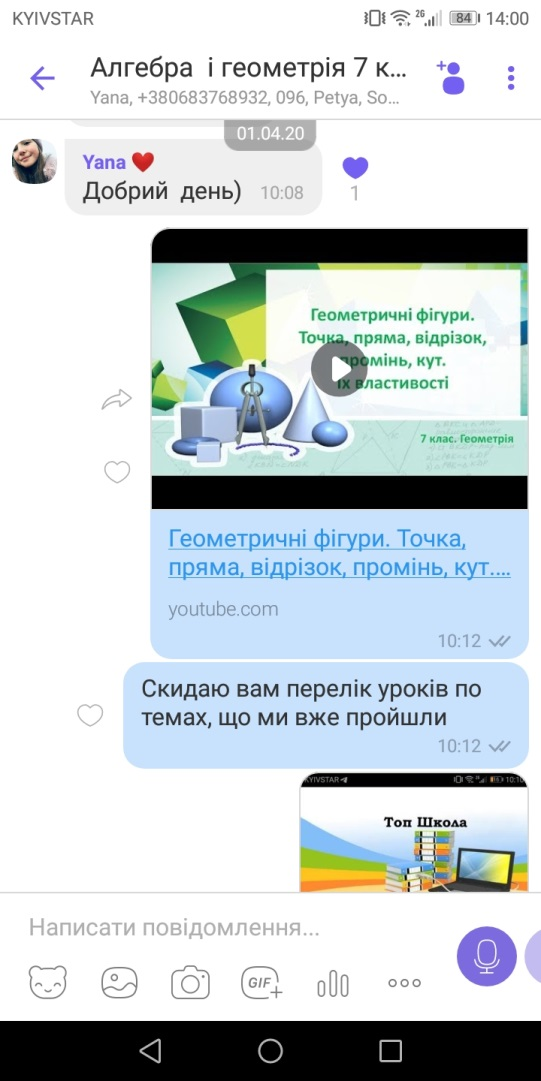 KYIVSTAR
2G
84
14:00
Алгебра і геометрія 7 к...
Yana, +380683768932, 096, Petya, So...
01.04.20
Yana ❤️
Добрий день)
10:08
1
Геометричні фігури.
Точка, пряма, відрізок,
промінь, кут.
Їх властивості
7 клас. Геометрія
Геометричні фігури. Точка,
пряма, відрізок, промінь, кут....
youtube.com
10:12
Скидаю вам перелік уроків по
темах, що ми вже пройшли
10:12
KYIVSTAR
Топ Школа
Написати повідомлення...
GIF